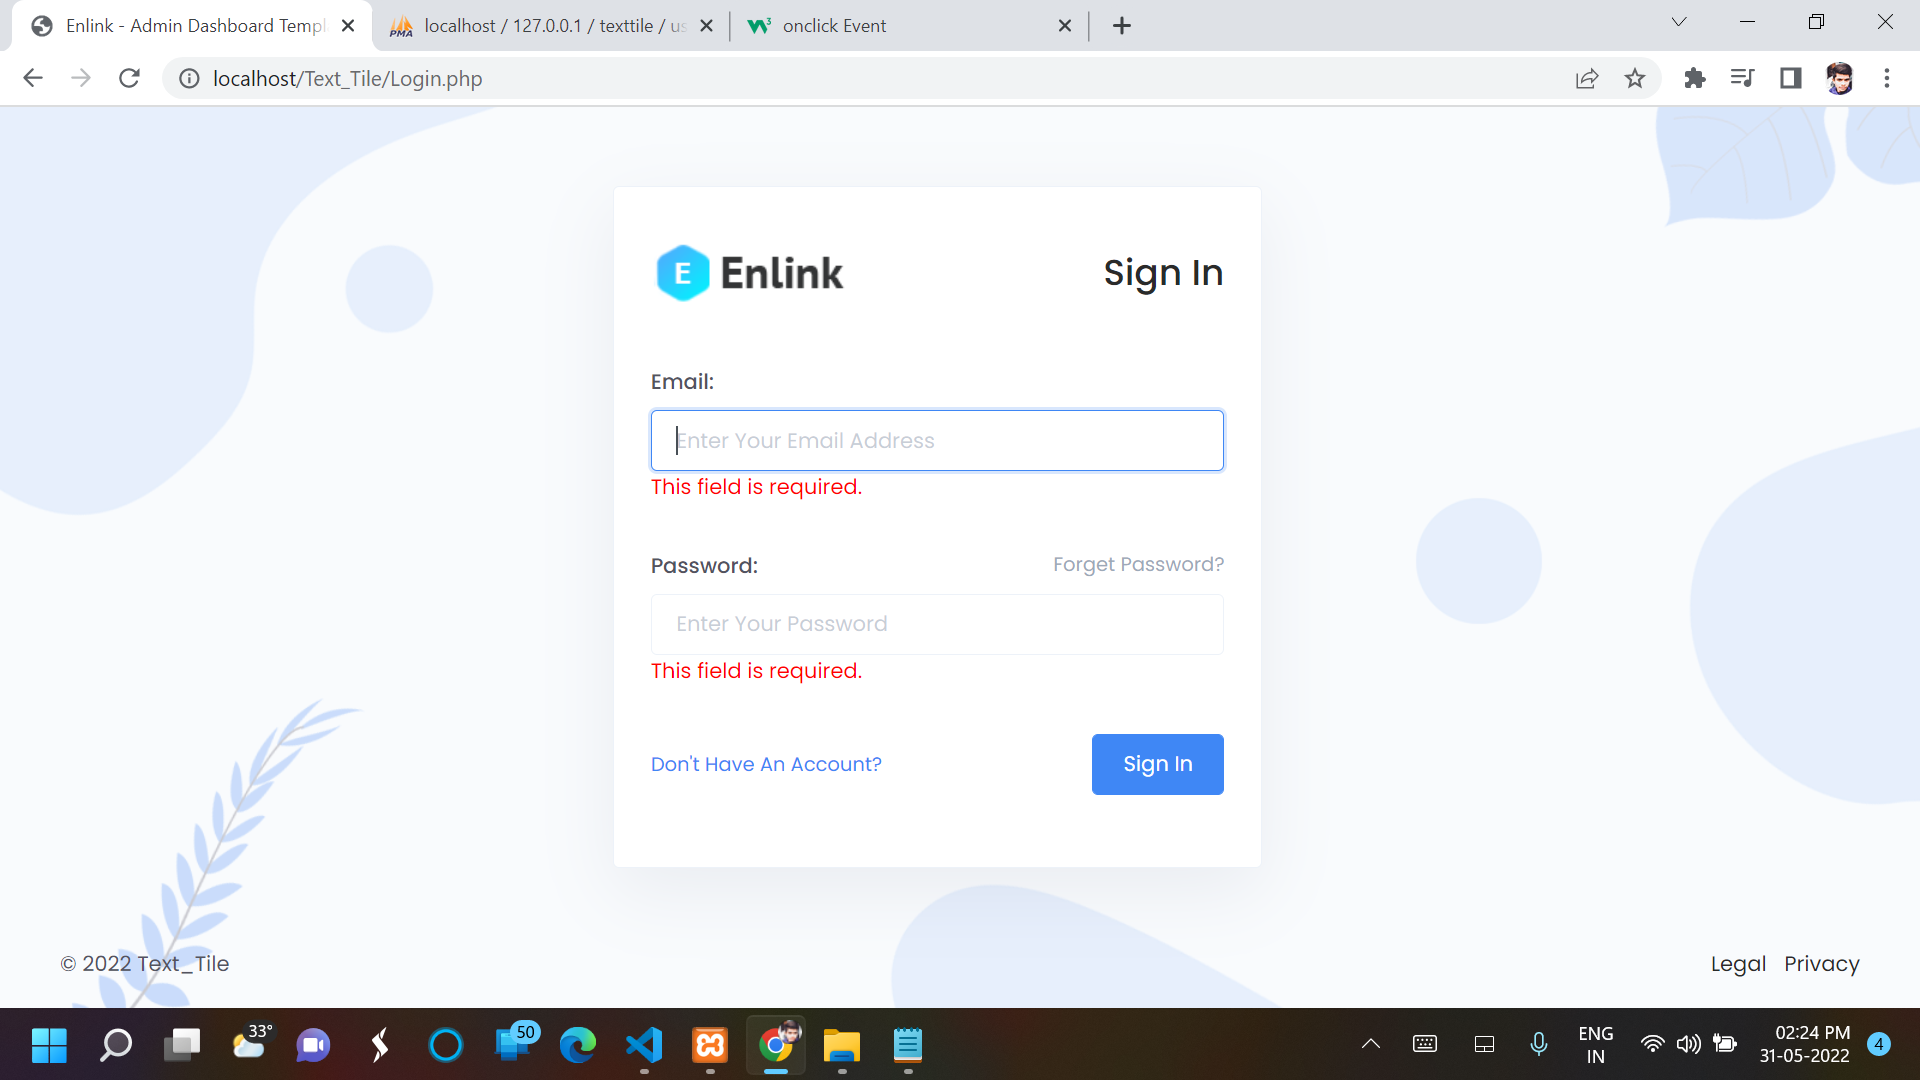 Enlink - Admin Dashboard Templ
localhost / 127.0.0.1 / texttile / us
onclick Event
localhost/Text_Tile/Login.php
E Enlink
Sign In
Email:
Enter Your Email Address
This field is required.
Password:
Forget Password?
Enter Your Password
This field is required.
Don't Have An Account?
Sign In
© 2022 Text_Tile
Legal Privacy
33°
50
ENG
IN
02:24 PM
31-05-2022
4